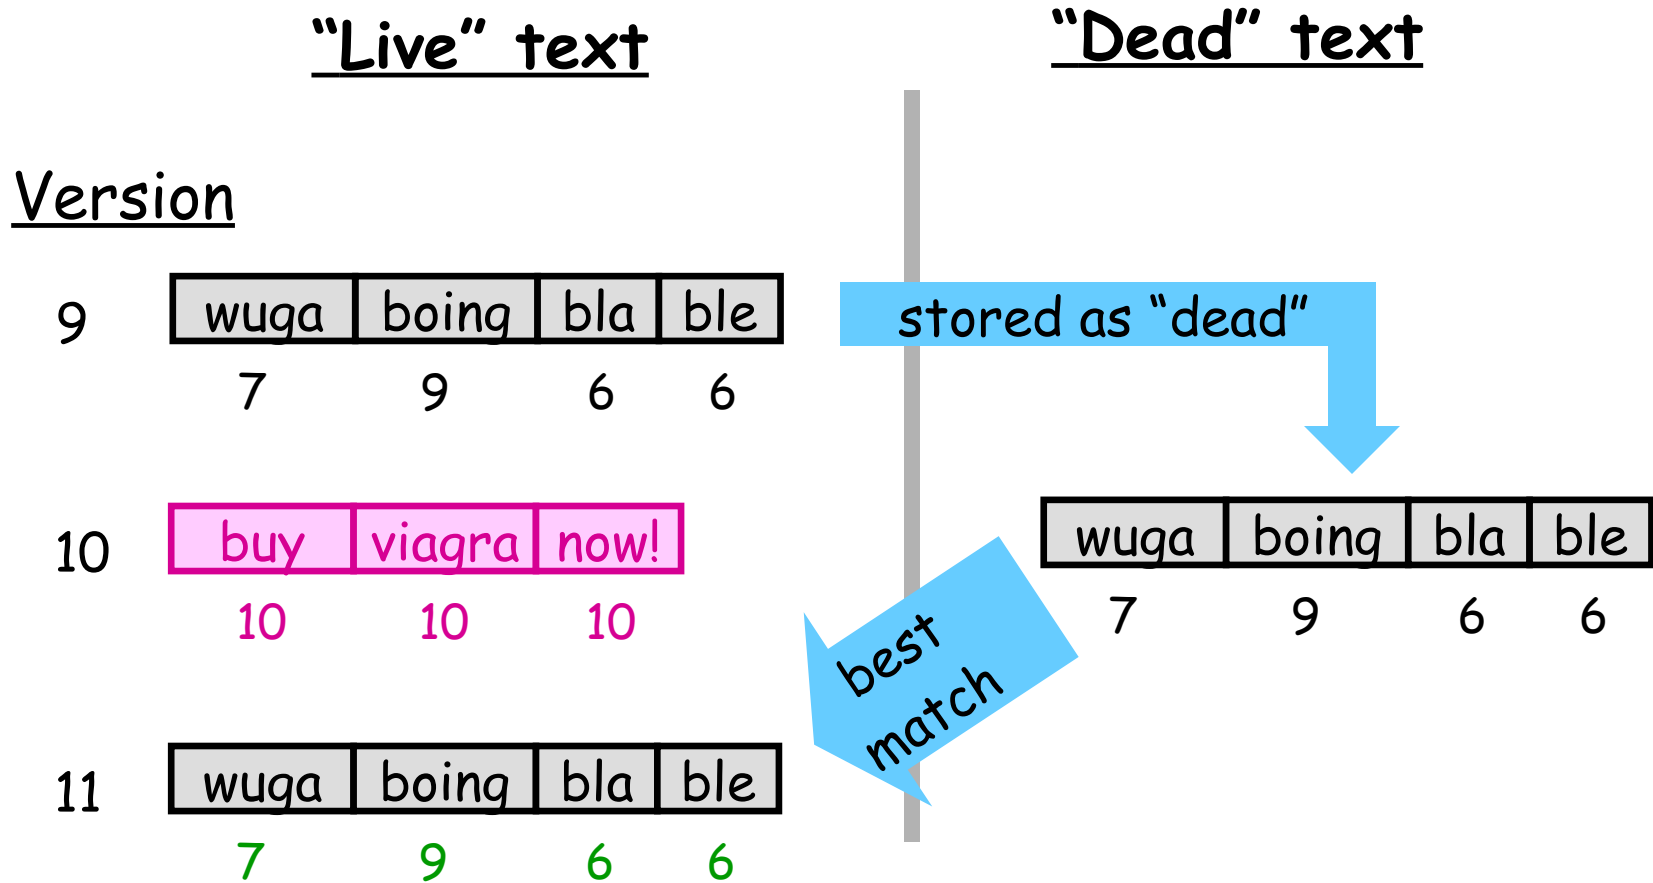 “Live” text
“Dead” text
Version
9
wuga boing bla ble
stored as “dead”
7 9 6 6
10
buy viagra now!
wuga boing bla ble
10 10 10
7 9 6 6
best
match
11
wuga boing bla ble
7 9 6 6